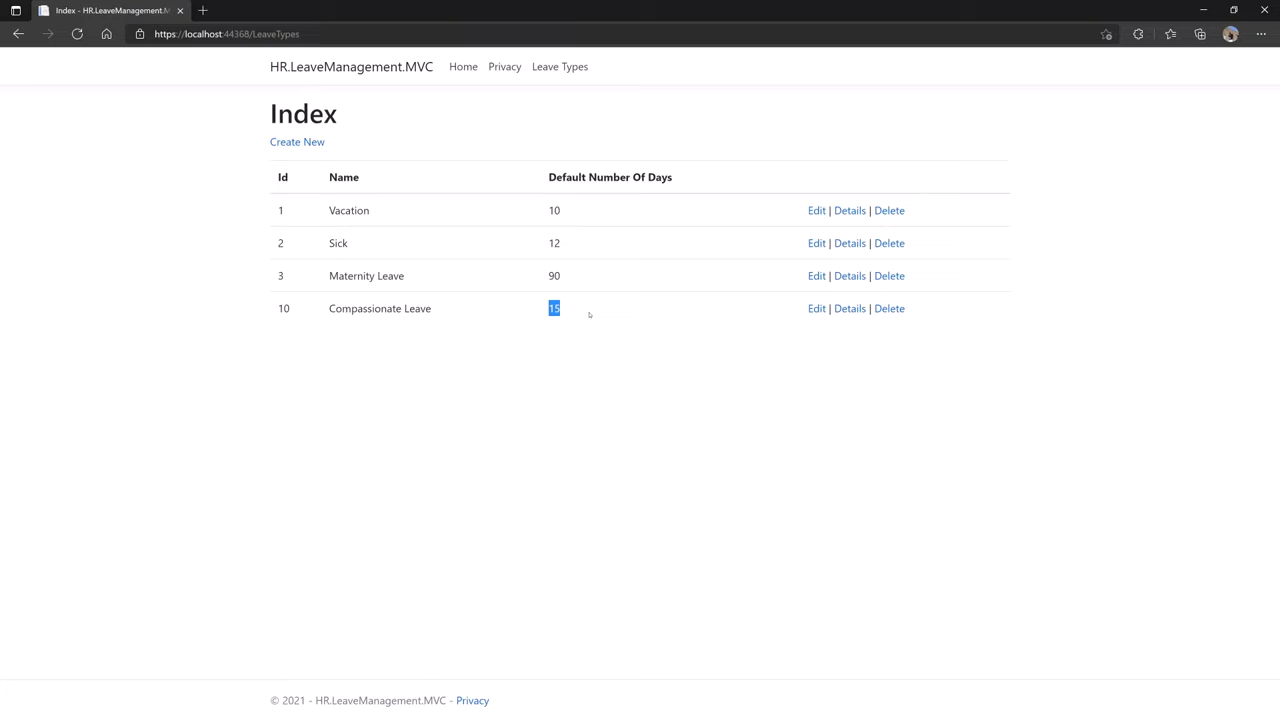 Index - HR.LeaveManagement.M
https://localhost:44368/LeaveTypes
HR.LeaveManagement.MVC Home Privacy Leave Types
Index
Create New
Id Name Default Number Of Days
1 Vacation 10 Edit | Details | Delete
2 Sick 12 Edit | Details | Delete
3 Maternity Leave 90 Edit | Details | Delete
10 Compassionate Leave 15 Edit | Details | Delete
© 2021 - HR.LeaveManagement.MVC - Privacy